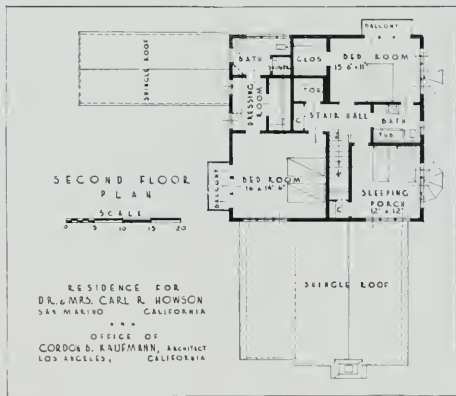 BALCONY
SHINGLE ROOF
BATH
CLOS
BED ROOM
15'6" x 11'
DRESSING
ROOM
STAIR HALL
C
BATH
TUB
BED ROOM
16 x 14'6"
BALCONY
SLEEPING
PORCH
12' x 12'
C
SECOND FLOOR
PLAN
SCALE
0 5 10 15 20
SHINGLE ROOF
RESIDENCE FOR
DR. & MRS. CARL R HOWSON
SAN MARINO CALIFORNIA
OFFICE OF
GORDON B. KAUFMANN, ARCHITECT
LOS ANGELES, CALIFORNIA